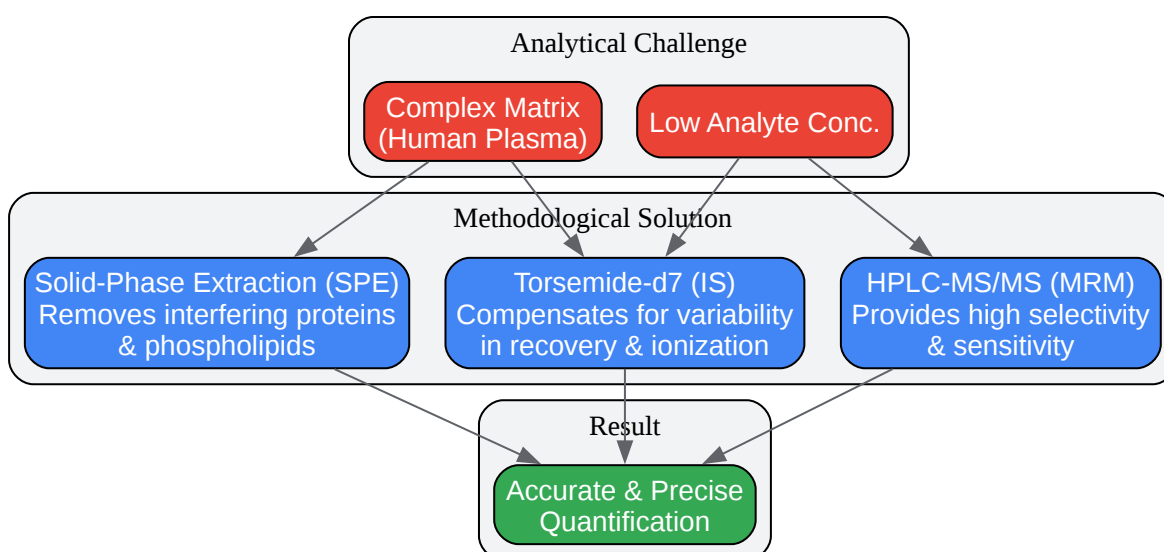 Analytical Challenge
Complex Matrix
(Human Plasma)
Low Analyte Conc.
Methodological Solution
Solid-Phase Extraction (SPE)
Removes interfering proteins
& phospholipids
Torsemide-d7 (IS)
Compensates for variability
in recovery & ionization
HPLC-MS/MS (MRM)
Provides high selectivity
& sensitivity
Result
Accurate & Precise
Quantification